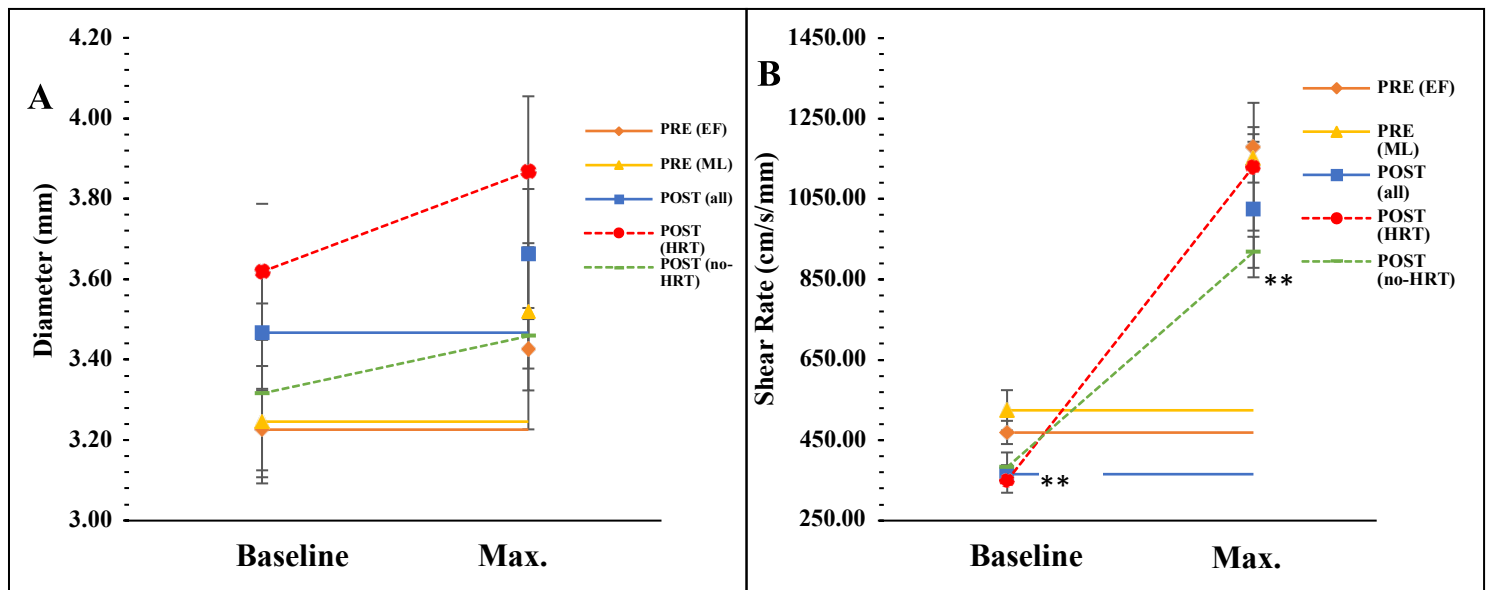 A
Diameter (mm)
4.20
4.00
3.80
3.60
3.40
3.20
3.00
Baseline
Max.
PRE (EF)
PRE (ML)
POST (all)
POST
(HRT)
POST (no-
HRT)
B
Shear Rate (cm/s/mm)
1450.00
1250.00
1050.00
850.00
650.00
450.00
250.00
**
**
Baseline
Max.
PRE (EF)
PRE
(ML)
POST
(all)
POST
(HRT)
POST
(no-HRT)